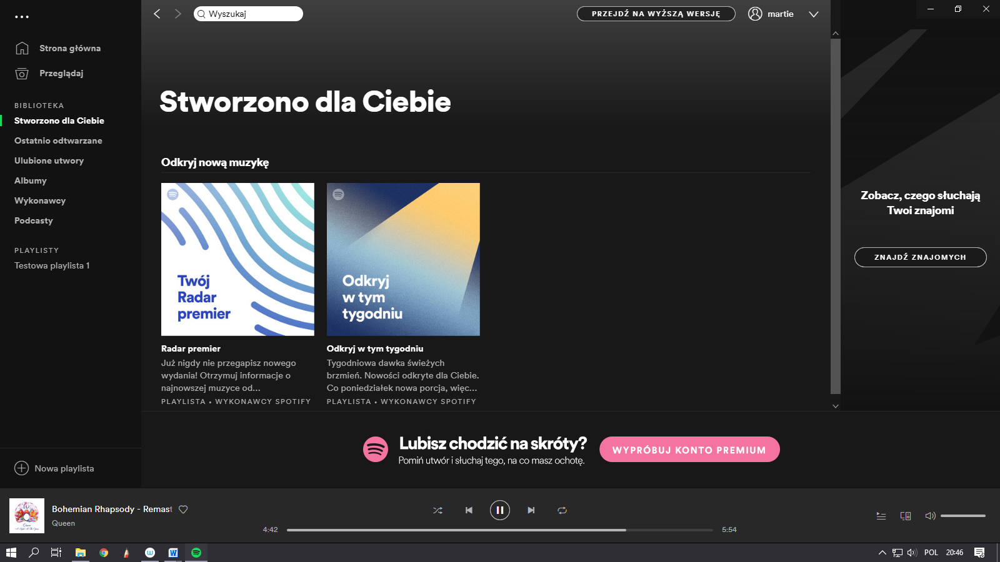 Wyszukaj
PRZEJDŹ NA WYŻSZĄ WERSJĘ
martie
Strona główna
Przeglądaj
BIBLIOTEKA
Stworzono dla Ciebie
Ostatnio odtwarzane
Ulubione utwory
Albumy
Wykonawcy
Podcasty
PLAYLISTY
Testowa playlista 1
Nowa playlista
Stworzono dla Ciebie
Odkryj nową muzykę
Twój
Radar
premier
Radar premier
Już nigdy nie przegapisz nowego
wydania! Otrzymuj informacje o
najnowszej muzyce od...
PLAYLISTA • WYKONAWCY SPOTIFY
Odkryj
w tym
tygodniu
Odkryj w tym tygodniu
Tygodniowa dawka świeżych
brzmień. Nowości odkryte dla Ciebie.
Co poniedziałek nowa porcja, więc...
PLAYLISTA • WYKONAWCY SPOTIFY
Zobacz, czego słuchają
Twoi znajomi
ZNAJDŹ ZNAJOMYCH
Lubisz chodzić na skróty?
Pomiń utwór i słuchaj tego, na co masz ochotę.
WYPRÓBUJ KONTO PREMIUM
Bohemian Rhapsody - Remast
Queen
4:42
5:54
POL
20:46